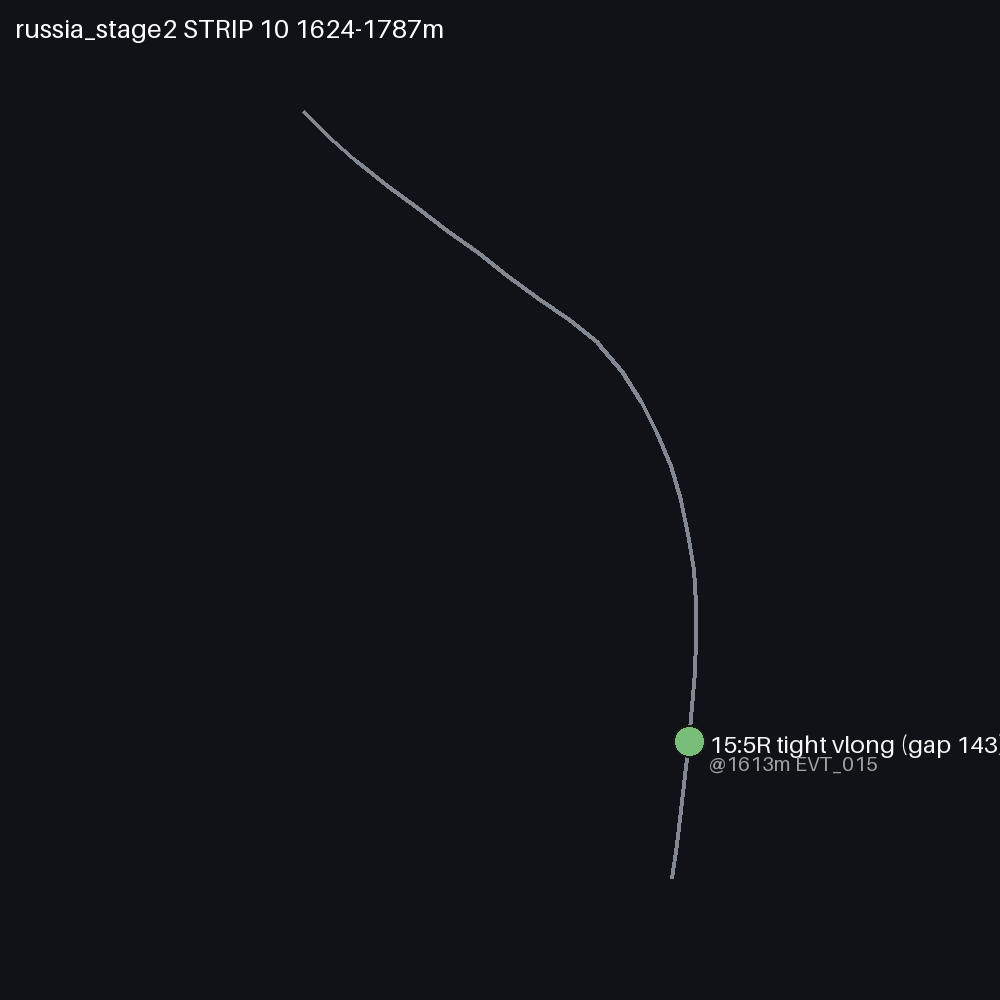 russia_stage2 STRIP 10 1624-1787m
15:5R tight vlong (gap 143)
@1613m EVT_015